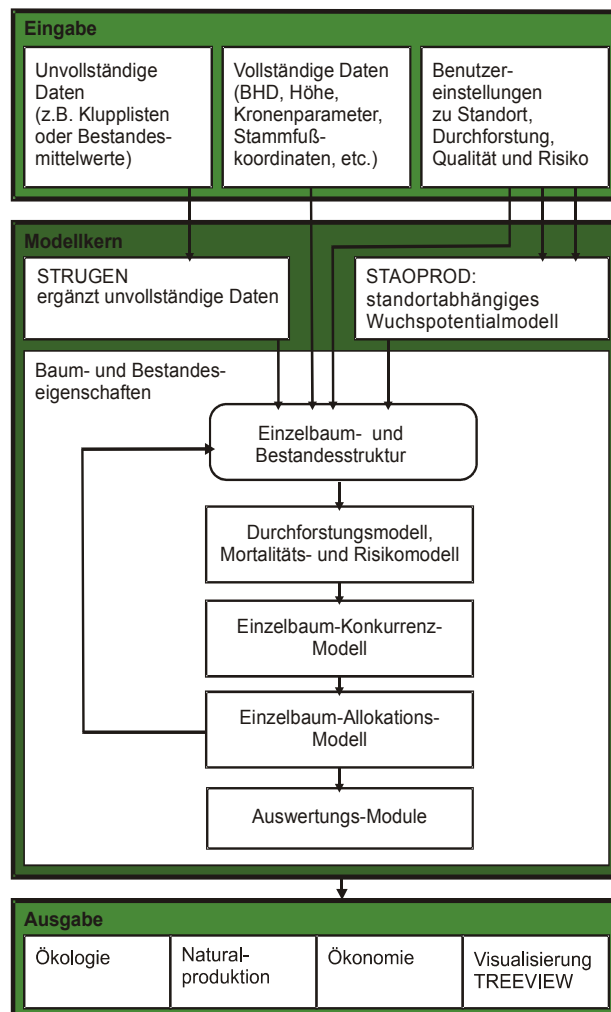 Eingabe
Unvollständige
Daten
(z.B. Klupplisten
oder Bestandes-
mittelwerte)
Vollständige Daten
(BHD, Höhe,
Kronenparameter,
Stammfuß-
koordinaten, etc.)
Benutzer-
einstellungen
zu Standort,
Durchforstung,
Qualität und Risiko
Modellkern
STRUGEN
ergänzt unvollständige Daten
STAOPROD:
standortabhängiges
Wuchspotentialmodell
Baum- und Bestandes-
eigenschaften
Einzelbaum- und
Bestandesstruktur
Durchforstungsmodell,
Mortalitäts- und Risikomodell
Einzelbaum-Konkurrenz-
Modell
Einzelbaum-Allokations-
Modell
Auswertungs-Module
Ausgabe
Ökologie
Natural-
produktion
Ökonomie
Visualisierung
TREEVIEW